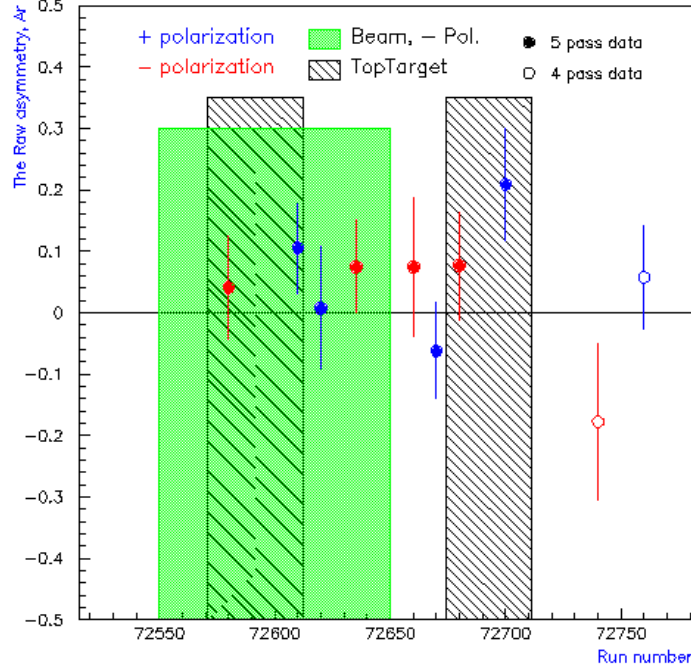 0.5
0.4
0.3
0.2
0.1
0
−0.1
−0.2
−0.3
−0.4
−0.5
The Raw asymmetry, Ar
+ polarization
− polarization
Beam, − Pol.
TopTarget
5 pass data
4 pass data
72550
72600
72650
72700
72750
Run number